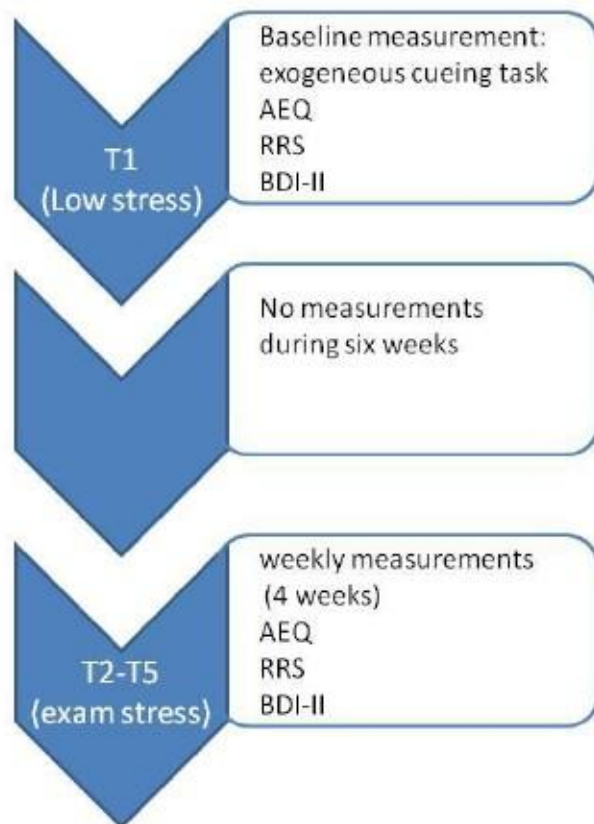 T1
(Low stress)
Baseline measurement:
exogeneous cueing task
AEQ
RRS
BDI-II
No measurements
during six weeks
T2-T5
(exam stress)
weekly measurements
(4 weeks)
AEQ
RRS
BDI-II